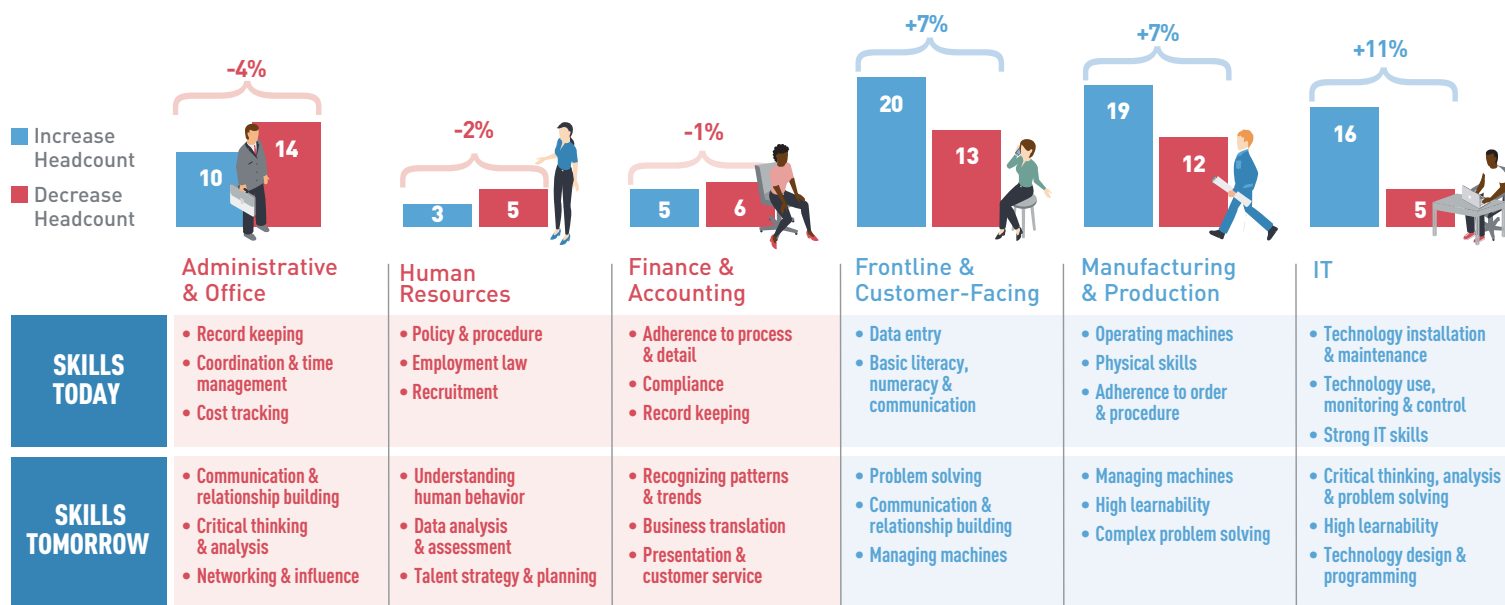 +7%
+7%
+11%
-4%
-2%
-1%
Increase
Headcount
Decrease
Headcount
10
14
3
5
5
6
20
13
19
12
16
5
Administrative
& Office
Human
Resources
Finance &
Accounting
Frontline &
Customer-Facing
Manufacturing
& Production
IT
SKILLS
TODAY
• Record keeping
• Coordination & time
management
• Cost tracking
• Policy & procedure
• Employment law
• Recruitment
• Adherence to process
& detail
• Compliance
• Record keeping
• Data entry
• Basic literacy,
numeracy &
communication
• Operating machines
• Physical skills
• Adherence to order
& procedure
• Technology installation
& maintenance
• Technology use,
monitoring & control
• Strong IT skills
SKILLS
TOMORROW
• Communication &
relationship building
• Critical thinking
& analysis
• Networking & influence
• Understanding
human behavior
• Data analysis
& assessment
• Talent strategy & planning
• Recognizing patterns
& trends
• Business translation
• Presentation &
customer service
• Problem solving
• Communication &
relationship building
• Managing machines
• Managing machines
• High learnability
• Complex problem solving
• Critical thinking, analysis
& problem solving
• High learnability
• Technology design &
programming